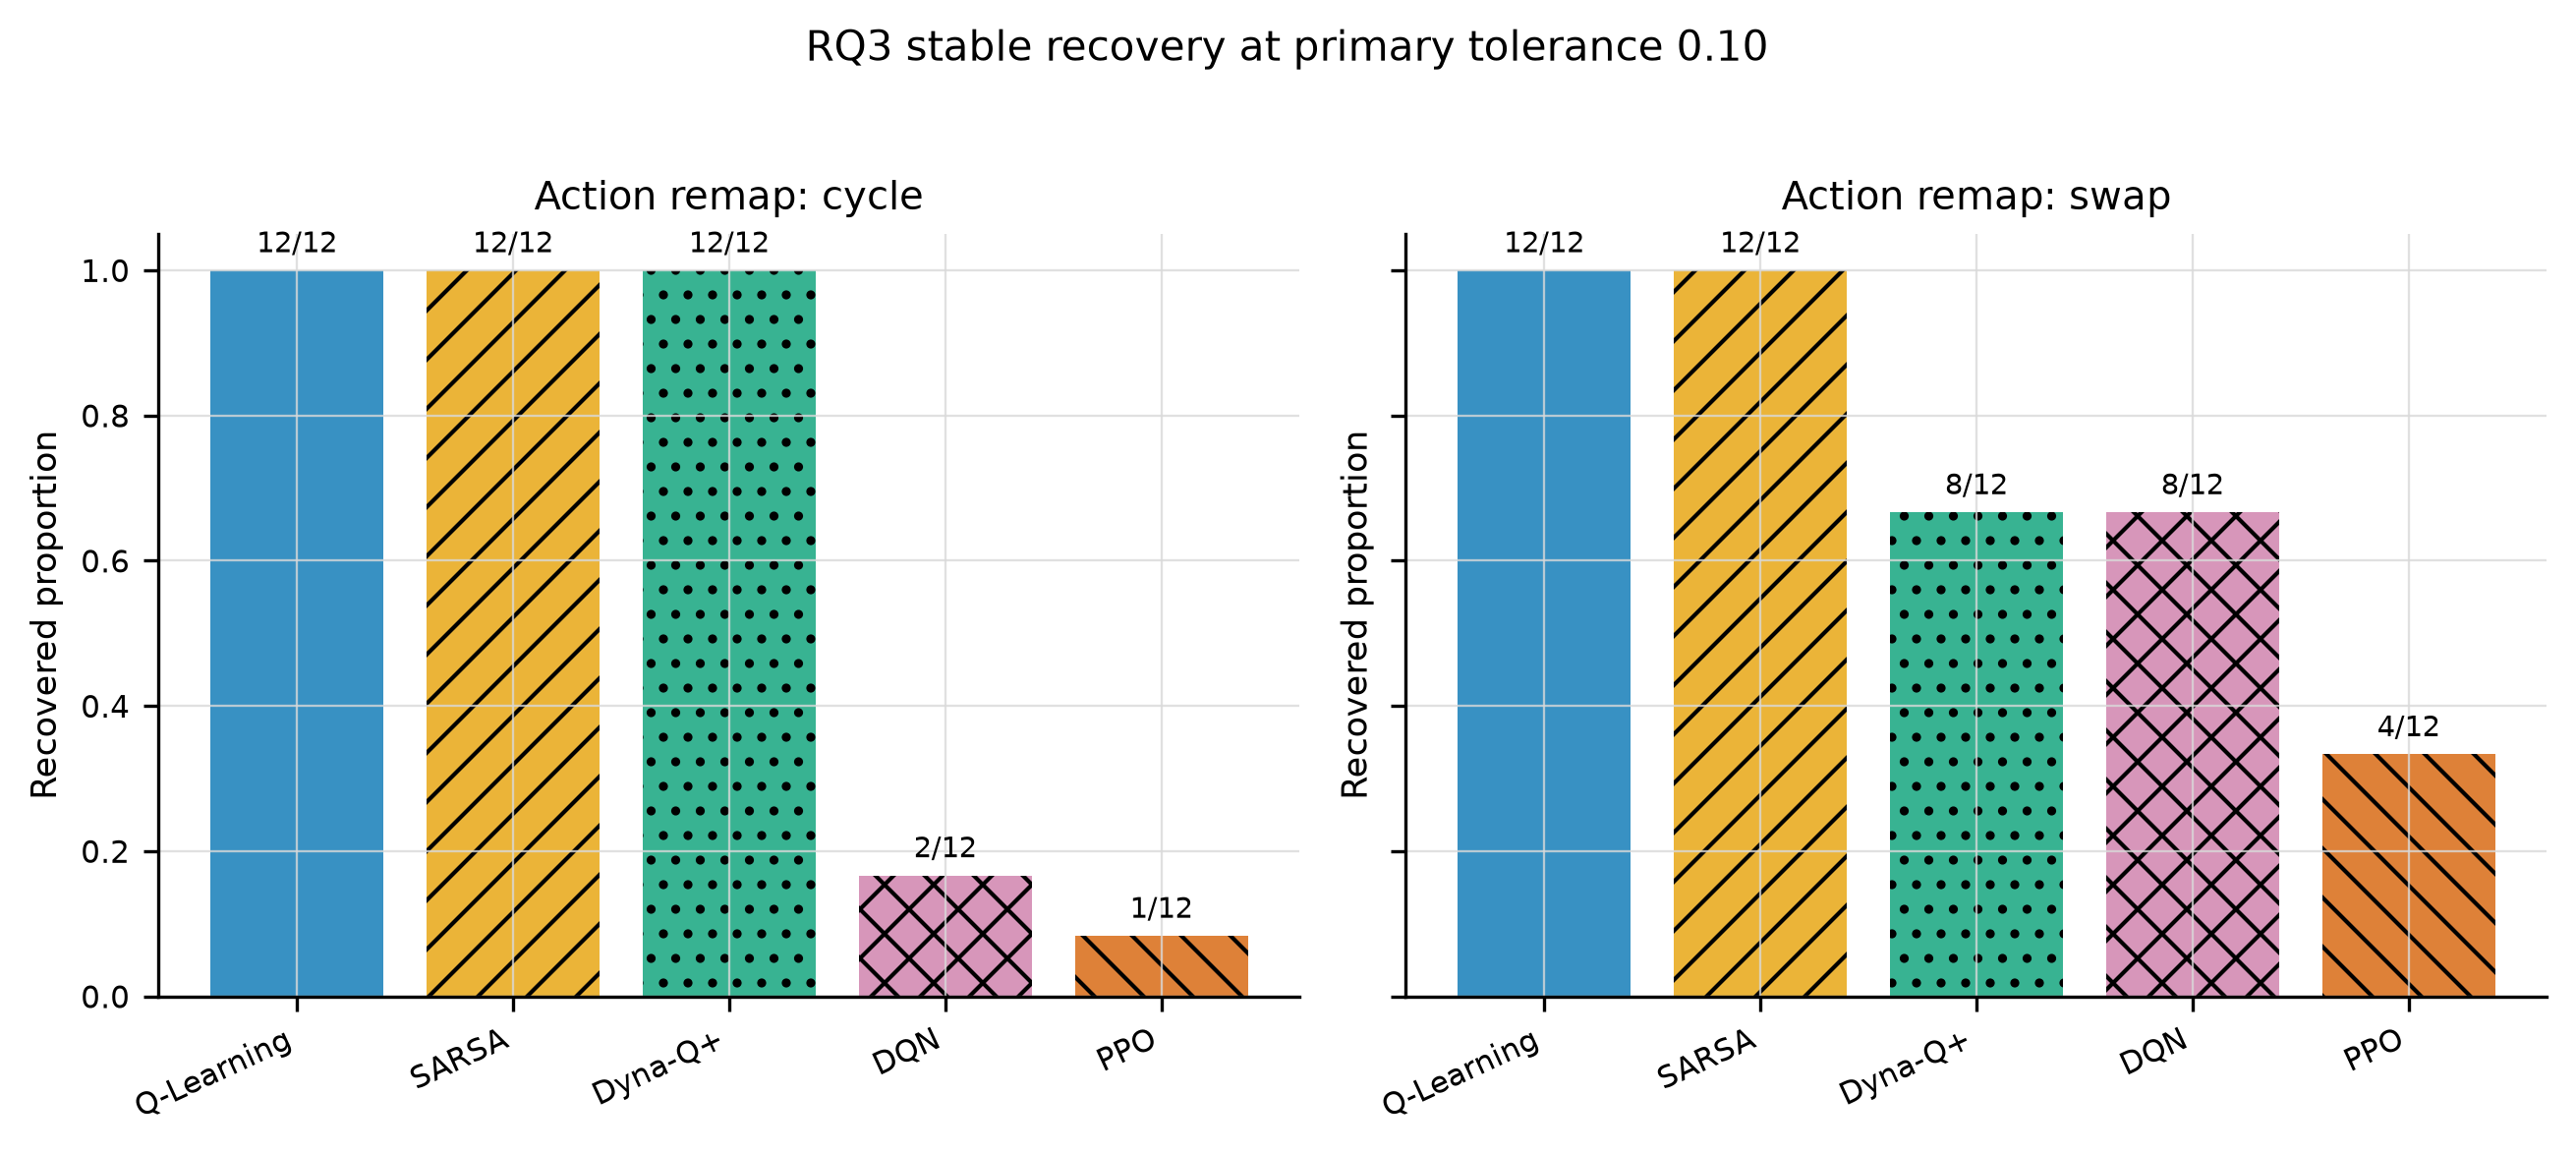 RQ3 stable recovery at primary tolerance 0.10
Action remap: cycle
Recovered proportion
1.0
0.8
0.6
0.4
0.2
0.0
12/12
12/12
12/12
2/12
1/12
Q-Learning
SARSA
Dyna-Q+
DQN
PPO
Action remap: swap
Recovered proportion
12/12
12/12
8/12
8/12
4/12
Q-Learning
SARSA
Dyna-Q+
DQN
PPO